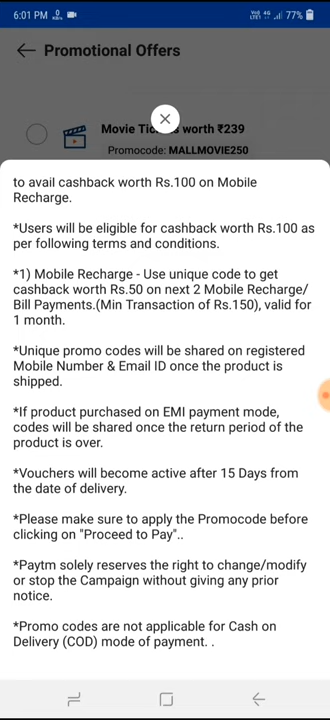 6:01 PM
77%
Promotional Offers
Movie worth ₹239
Promocode: MALLMOVIE250
to avail cashback worth Rs.100 on Mobile
Recharge.
*Users will be eligible for cashback worth Rs.100 as
per following terms and conditions.
*1) Mobile Recharge - Use unique code to get
cashback worth Rs.50 on next 2 Mobile Recharge/
Bill Payments.(Min Transaction of Rs.150), valid for
1 month.
*Unique promo codes will be shared on registered
Mobile Number & Email ID once the product is
shipped.
*If product purchased on EMI payment mode,
codes will be shared once the return period of the
product is over.
*Vouchers will become active after 15 Days from
the date of delivery.
*Please make sure to apply the Promocode before
clicking on "Proceed to Pay"..
*Paytm solely reserves the right to change/modify
or stop the Campaign without giving any prior
notice.
*Promo codes are not applicable for Cash on
Delivery (COD) mode of payment. .